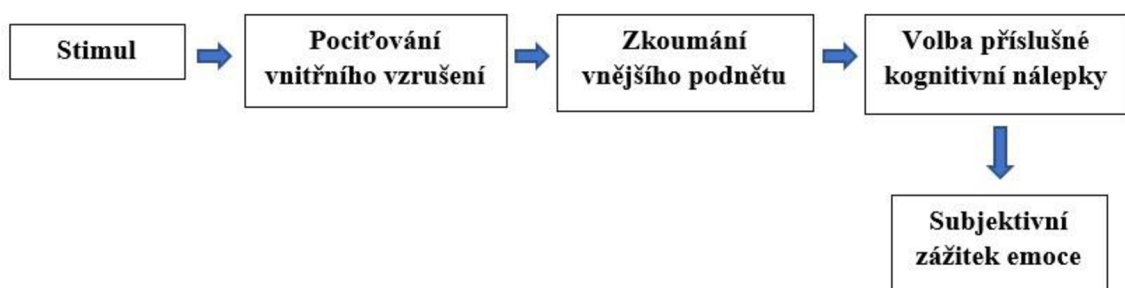 Stimul
Pociťování
vnitřního vzrušení
Zkoumání
vnějšího podnětu
Volba příslušné
kognitivní nálepky
Subjektivní
zážitek emoce